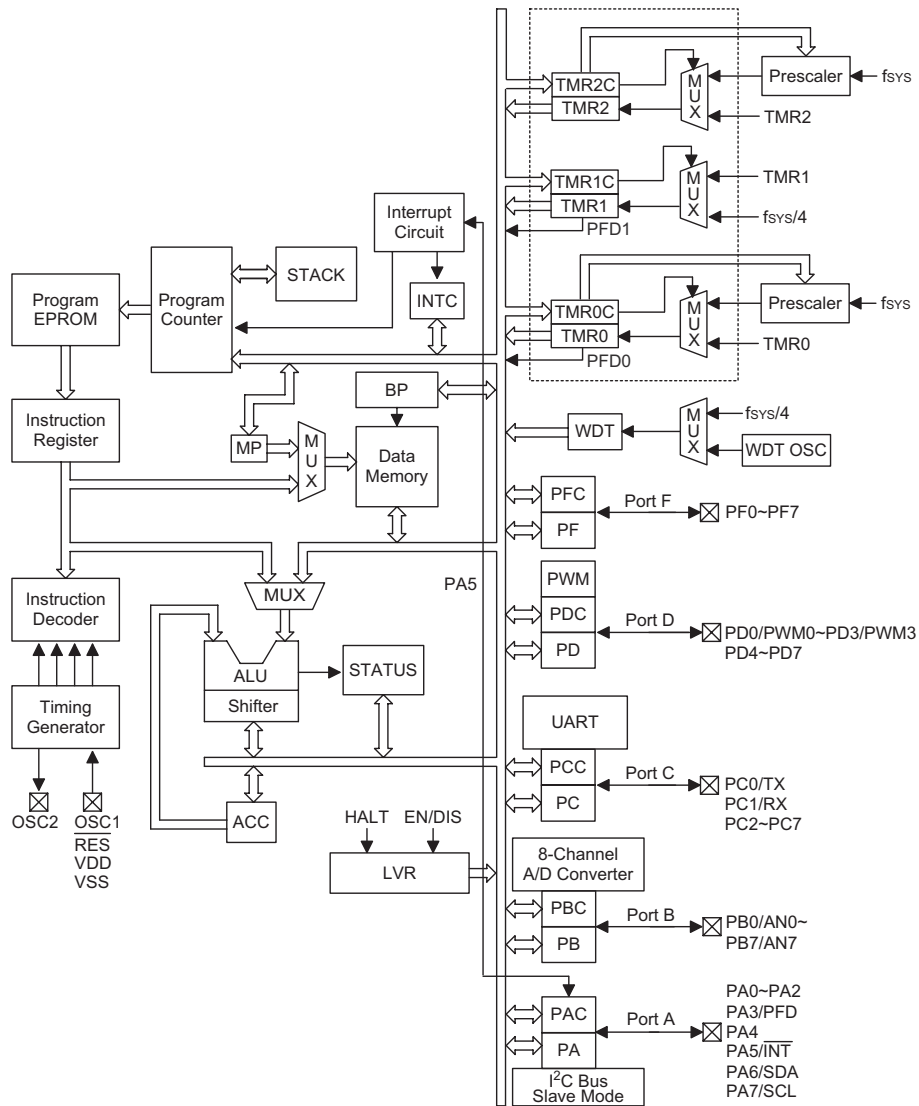 TMR2C
TMR2
MUX
Prescaler
fSYS
TMR2
TMR1C
TMR1
PFD1
MUX
TMR1
fSYS/4
TMR0C
TMR0
PFD0
MUX
Prescaler
fSYS
TMR0
Interrupt
Circuit
INTC
STACK
Program
Counter
Program
EPROM
Instruction
Register
MP
MUX
BP
Data
Memory
WDT
MUX
fSYS/4
WDT OSC
PFC
PF
Port F
PF0~PF7
PA5
PWM
PDC
PD
Port D
PD0/PWM0~PD3/PWM3
PD4~PD7
Instruction
Decoder
MUX
ALU
Shifter
STATUS
Timing
Generator
OSC2
OSC1
RES
VDD
VSS
ACC
HALT
EN/DIS
LVR
UART
PCC
PC
Port C
PC0/TX
PC1/RX
PC2~PC7
8-Channel
A/D Converter
PBC
PB
Port B
PB0/AN0~
PB7/AN7
PAC
PA
Port A
PA0~PA2
PA3/PFD
PA4
PA5/INT
PA6/SDA
PA7/SCL
I²C Bus
Slave Mode